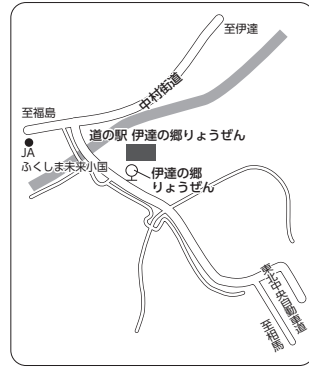 至伊達
中村街道
至福島
道の駅 伊達の郷りょうぜん
JA
ふくしま未来小国
伊達の郷
りょうぜん
東北中央自動車道
至相馬